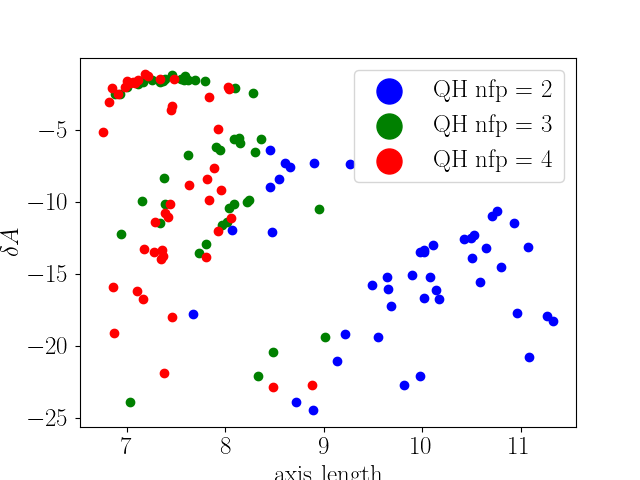 QH nfp = 2
QH nfp = 3
QH nfp = 4
δA
−5
−10
−15
−20
−25
7 8 9 10 11
axis length